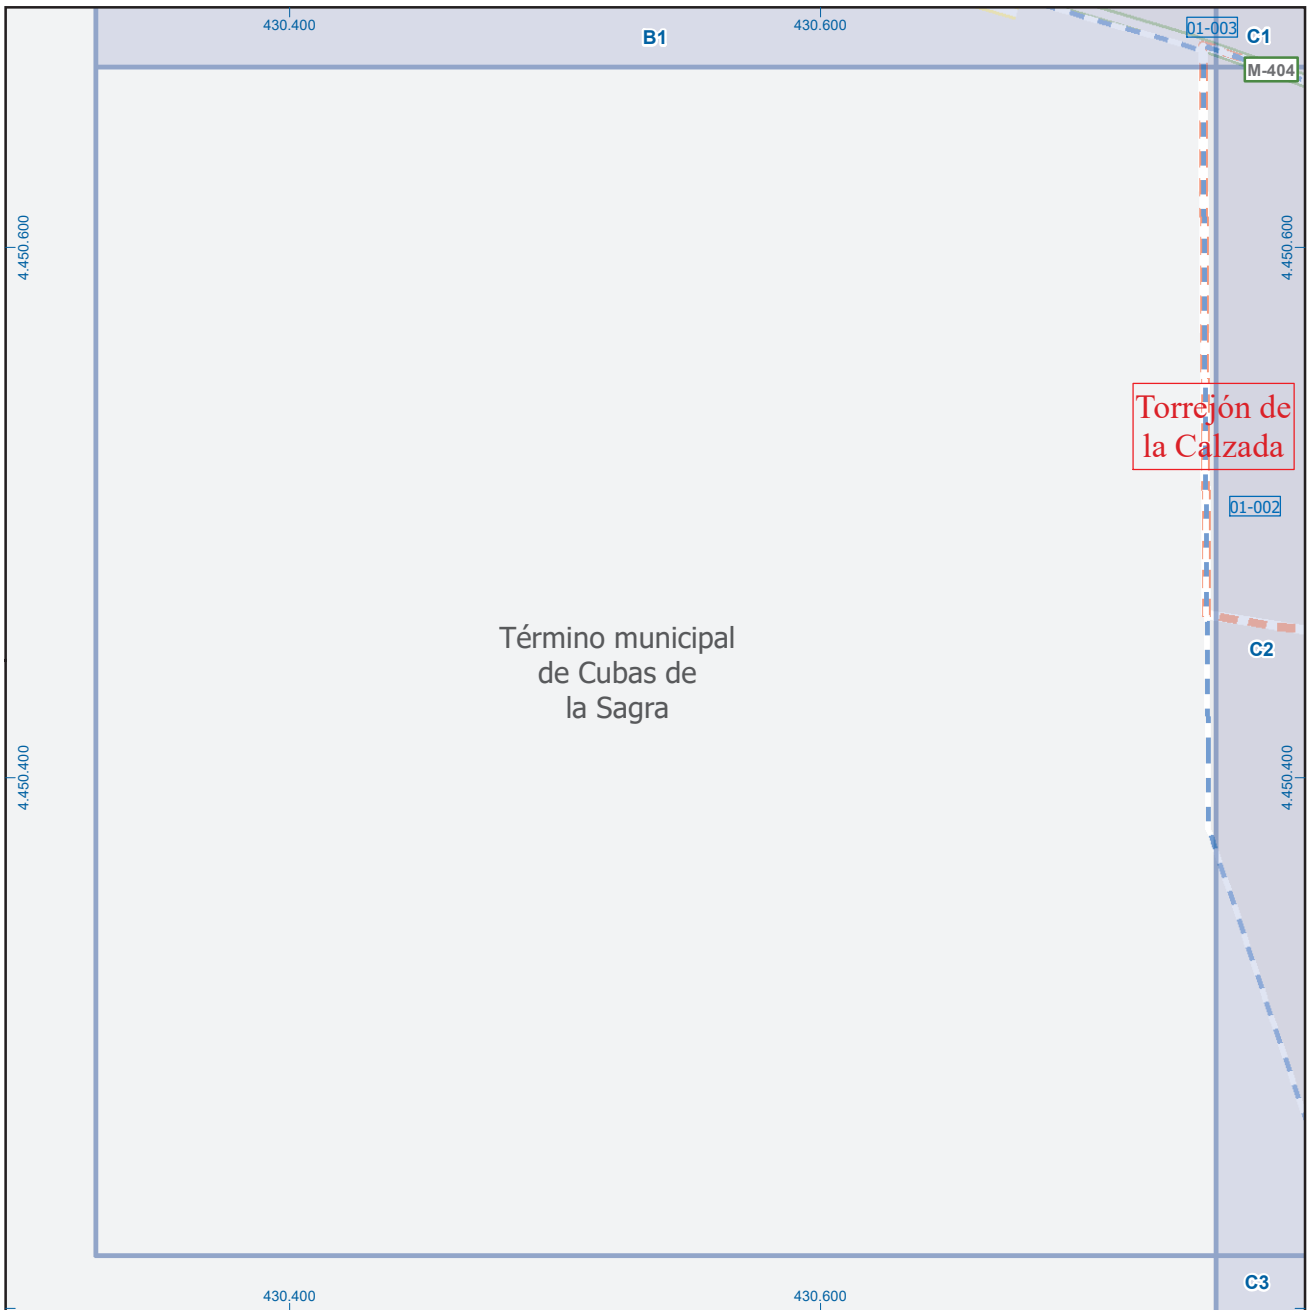 430.400
430.600
B1
01-003
C1
M-404
4.450.600
4.450.600
Torrejón de
la Calzada
01-002
Término municipal
de Cubas de
la Sagra
C2
4.450.400
4.450.400
C3
430.400
430.600